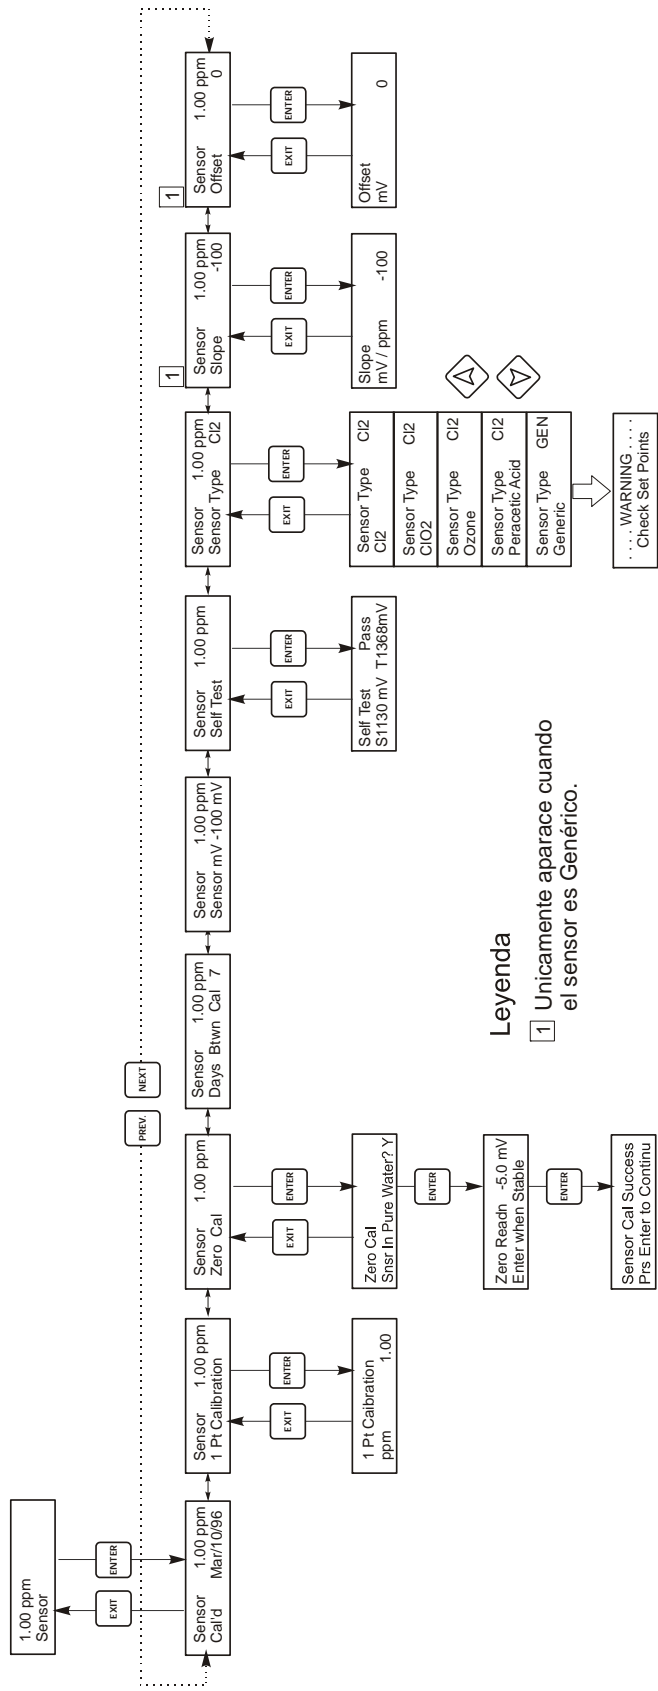 1.00 ppm
Sensor
EXIT
ENTER
PREV.
NEXT
Sensor 1.00 ppm
Cal'd Mar/10/96
Sensor 1.00 ppm
1 Pt Calibration
EXIT
ENTER
1 Pt Caibration
ppm 1.00
Sensor 1.00 ppm
Zero Cal
EXIT
ENTER
Zero Cal
Snsr In Pure Water? Y
ENTER
Zero Readn -5.0 mV
Enter when Stable
ENTER
Sensor Cal Success
Prs Enter to Continu
Sensor 1.00 ppm
Days Btwn Cal 7
Sensor 1.00 ppm
Sensor mV -100 mV
Sensor 1.00 ppm
Self Test
EXIT
ENTER
Self Test Pass
S1130 mV T1368mV
Sensor 1.00 ppm
Sensor Type Cl2
EXIT
ENTER
Sensor Type Cl2
Cl2
Sensor Type Cl2
ClO2
Sensor Type Cl2
Ozone
Sensor Type Cl2
Peracetic Acid
Sensor Type GEN
Generic
. . . . WARNING . . . .
Check Set Points
1
Sensor 1.00 ppm
Slope -100
EXIT
ENTER
Slope
mV / ppm -100
1
Sensor 1.00 ppm
Offset 0
EXIT
ENTER
Offset
mV 0
Leyenda
1 Unicamente aparace cuando
el sensor es Genérico.